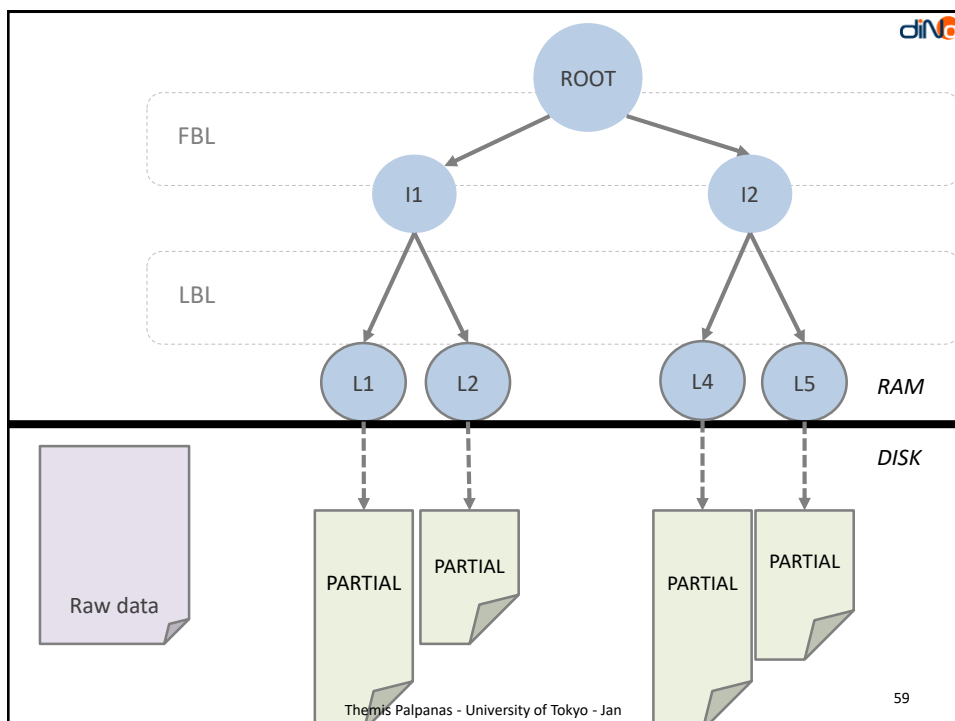 diNo
ROOT
FBL
I1
I2
LBL
L1
L2
L4
L5
RAM
DISK
Raw data
PARTIAL
PARTIAL
PARTIAL
PARTIAL
Themis Palpanas - University of Tokyo - Jan
59